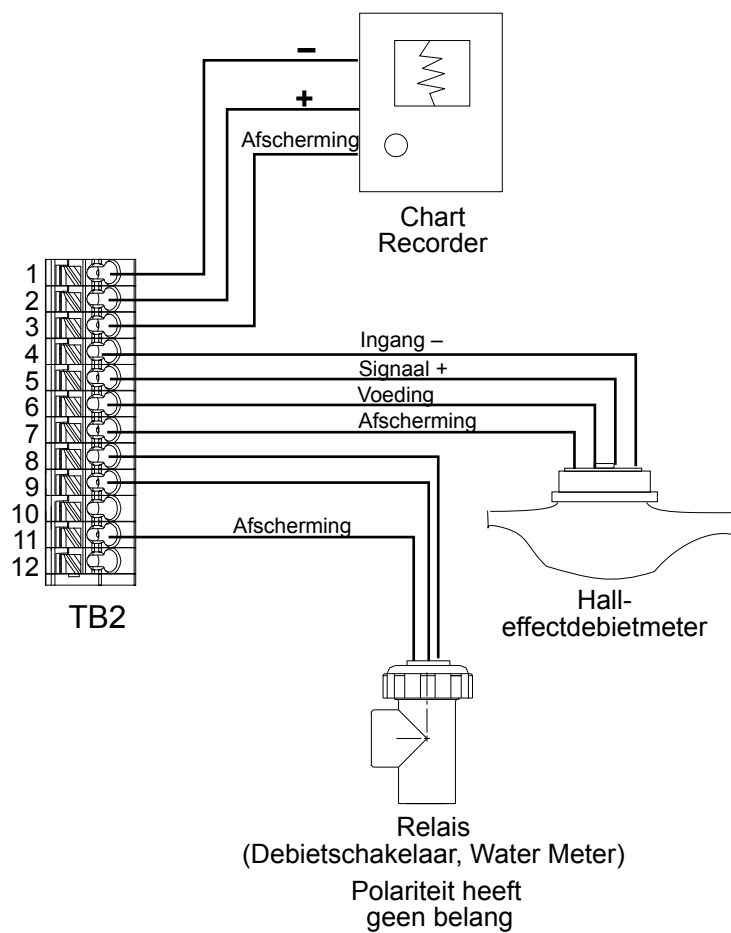 –
+
Afscherming
Chart
Recorder
1
2
3
4
5
6
7
8
9
10
11
12
TB2
Ingang –
Signaal +
Voeding
Afscherming
Afscherming
Hall-
effectdebietmeter
Relais
(Debietschakelaar, Water Meter)
Polariteit heeft
geen belang